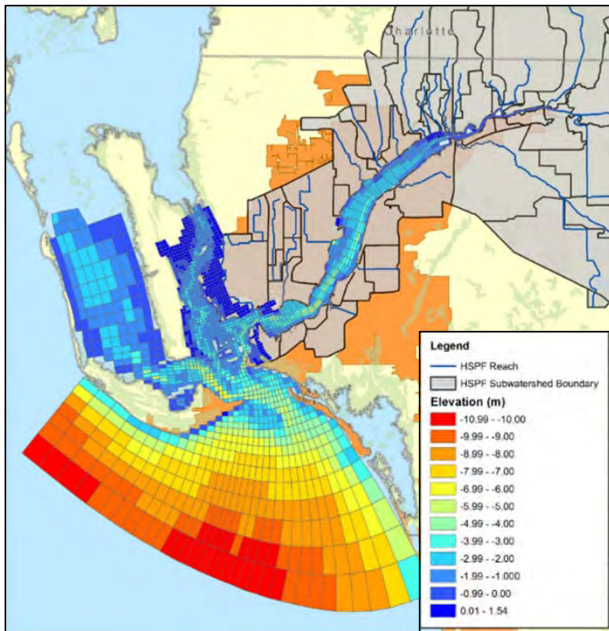 Charlotte
Legend
HSPF Reach
HSPF Subwatershed Boundary
Elevation (m)
-10.99 - -10.00
-9.99 - -9.00
-8.99 - -8.00
-7.99 - -7.00
-6.99 - -6.00
-5.99 - -5.00
-4.99 - -4.00
-3.99 - -3.00
-2.99 - -2.00
-1.99 - -1.000
-0.99 - 0.00
0.01 - 1.54